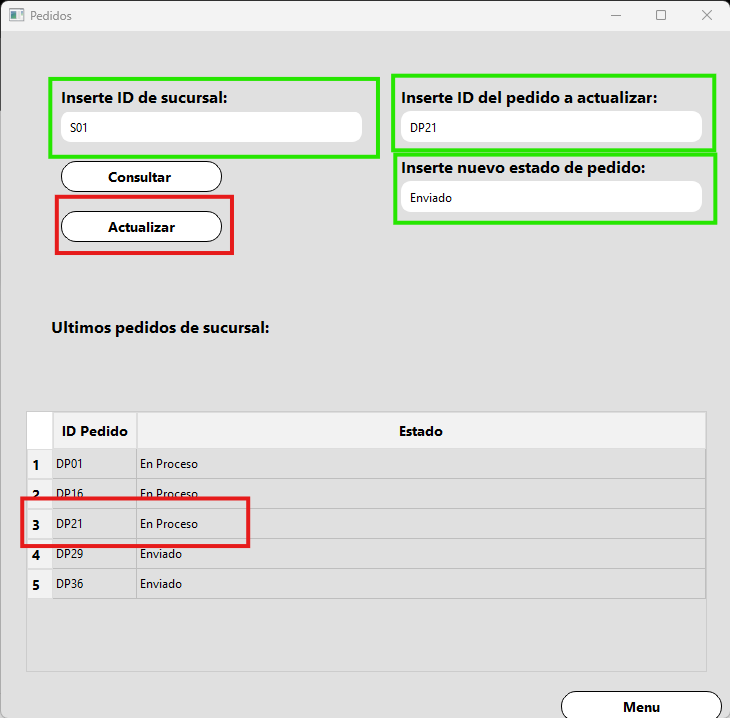 Pedidos
Inserte ID de sucursal:
S01
Inserte ID del pedido a actualizar:
DP21
Consultar
Inserte nuevo estado de pedido:
Enviado
Actualizar
Ultimos pedidos de sucursal:
ID Pedido Estado
1 DP01 En Proceso
2 DP16 En Proceso
3 DP21 En Proceso
4 DP29 Enviado
5 DP36 Enviado
Menu